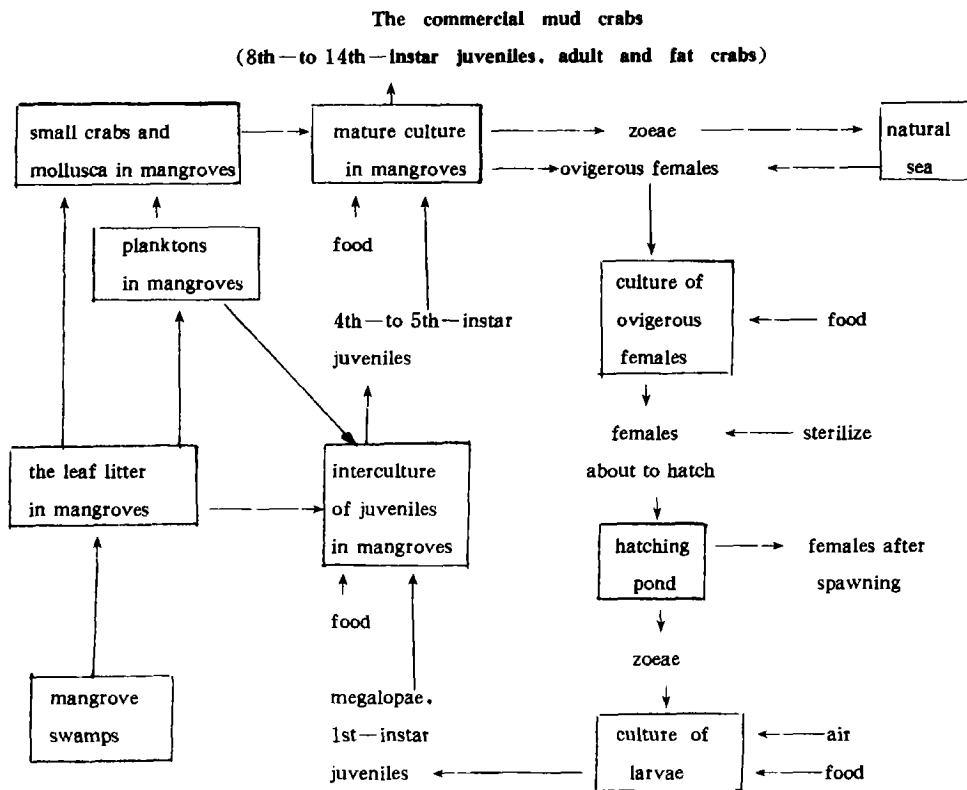 The commercial mud crabs
(8th—to 14th—instar juveniles. adult and fat crabs)
small crabs and
mollusca in mangroves
mature culture
in mangroves
zoeae
ovigerous females
natural
sea
planktons
in mangroves
food
4th—to 5th—instar
juveniles
culture of
ovigerous
females
food
the leaf litter
in mangroves
interculture
of juveniles
in mangroves
females
about to hatch
sterilize
hatching
pond
females after
spawning
food
zoeae
mangrove
swamps
megalopae.
1st—instar
juveniles
culture of
larvae
air
food